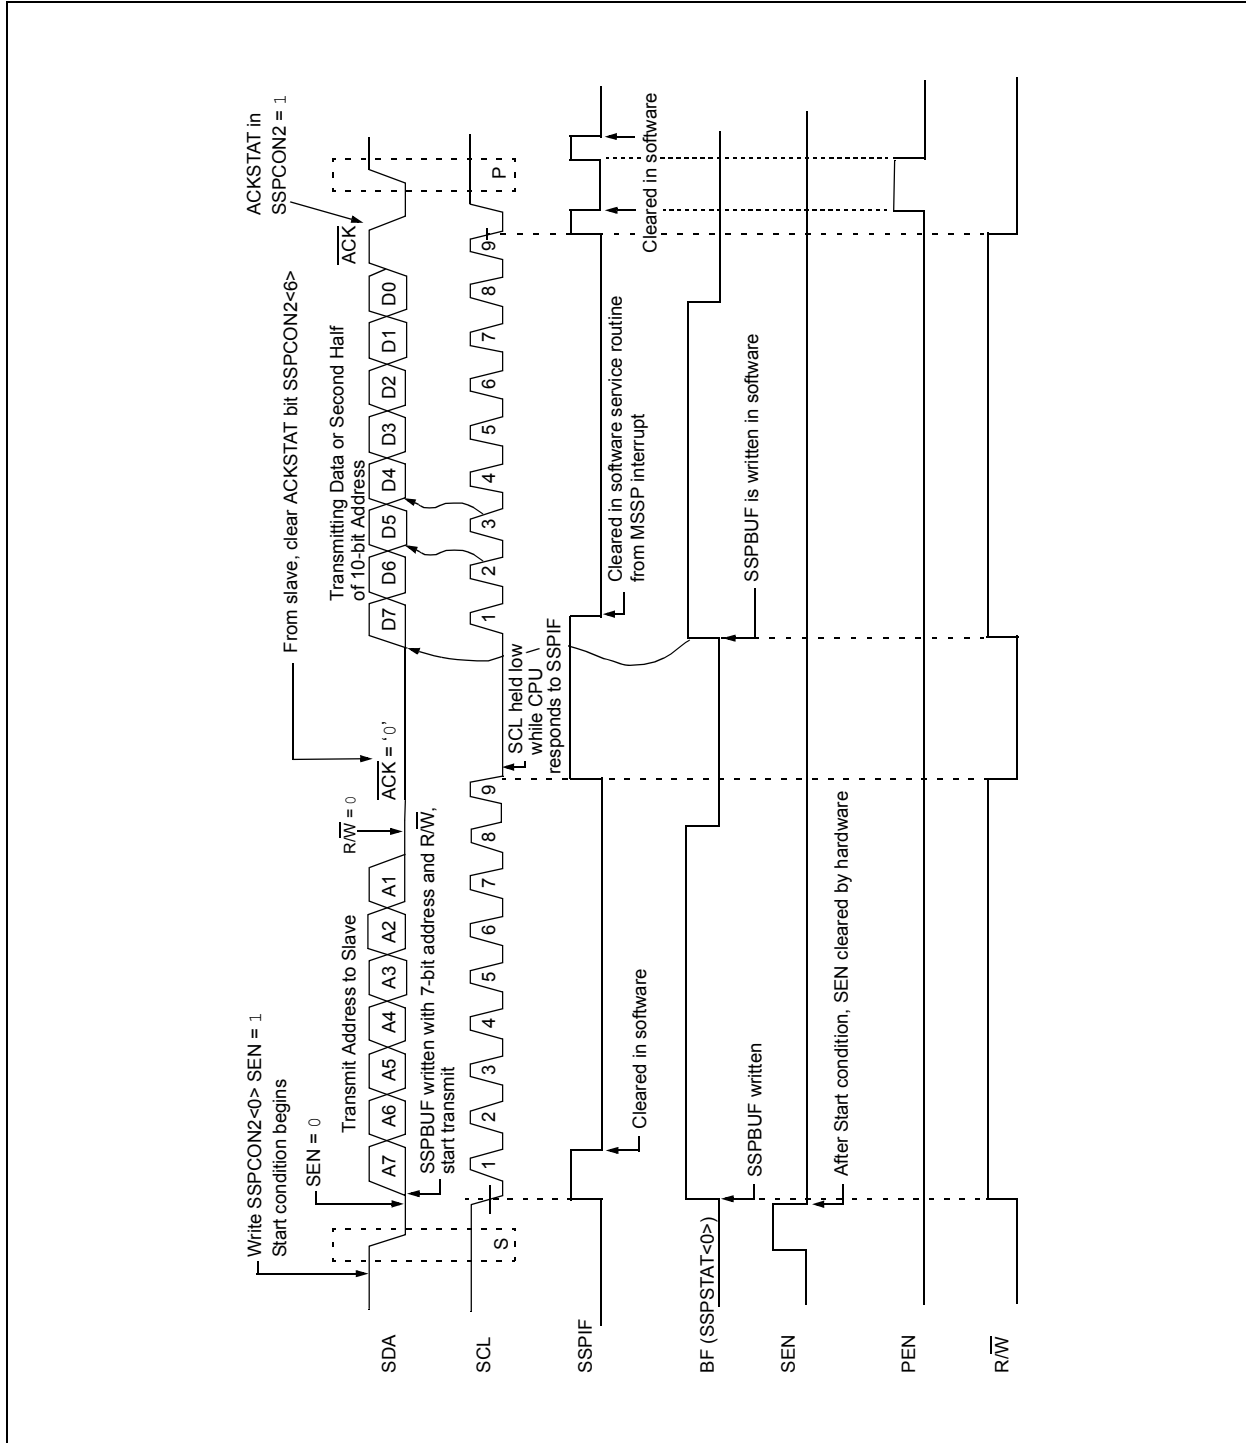 Write SSPCON2<0> SEN = 1
Start condition begins
SEN = 0
From slave, clear ACKSTAT bit SSPCON2<6>
ACKSTAT in
SSPCON2 = 1
Transmit Address to Slave
R/W = 0
ACK = '0'
Transmitting Data or Second Half
of 10-bit Address
ACK
SDA
A7 A6 A5 A4 A3 A2 A1
D7 D6 D5 D4 D3 D2 D1 D0
SSPBUF written with 7-bit address and R/W,
start transmit
SCL
S
1 2 3 4 5 6 7 8 9
1 2 3 4 5 6 7 8 9
P
SCL held low
while CPU
responds to SSPIF
SSPIF
Cleared in software
Cleared in software service routine
from MSSP interrupt
Cleared in software
BF (SSPSTAT<0>)
SSPBUF written
SSPBUF is written in software
SEN
After Start condition, SEN cleared by hardware
PEN
R/W